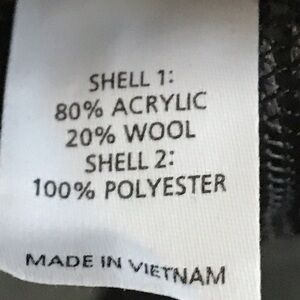 SHELL 1:
80% ACRYLIC
20% WOOL
SHELL 2:
100% POLYESTER
MADE IN VIETNAM